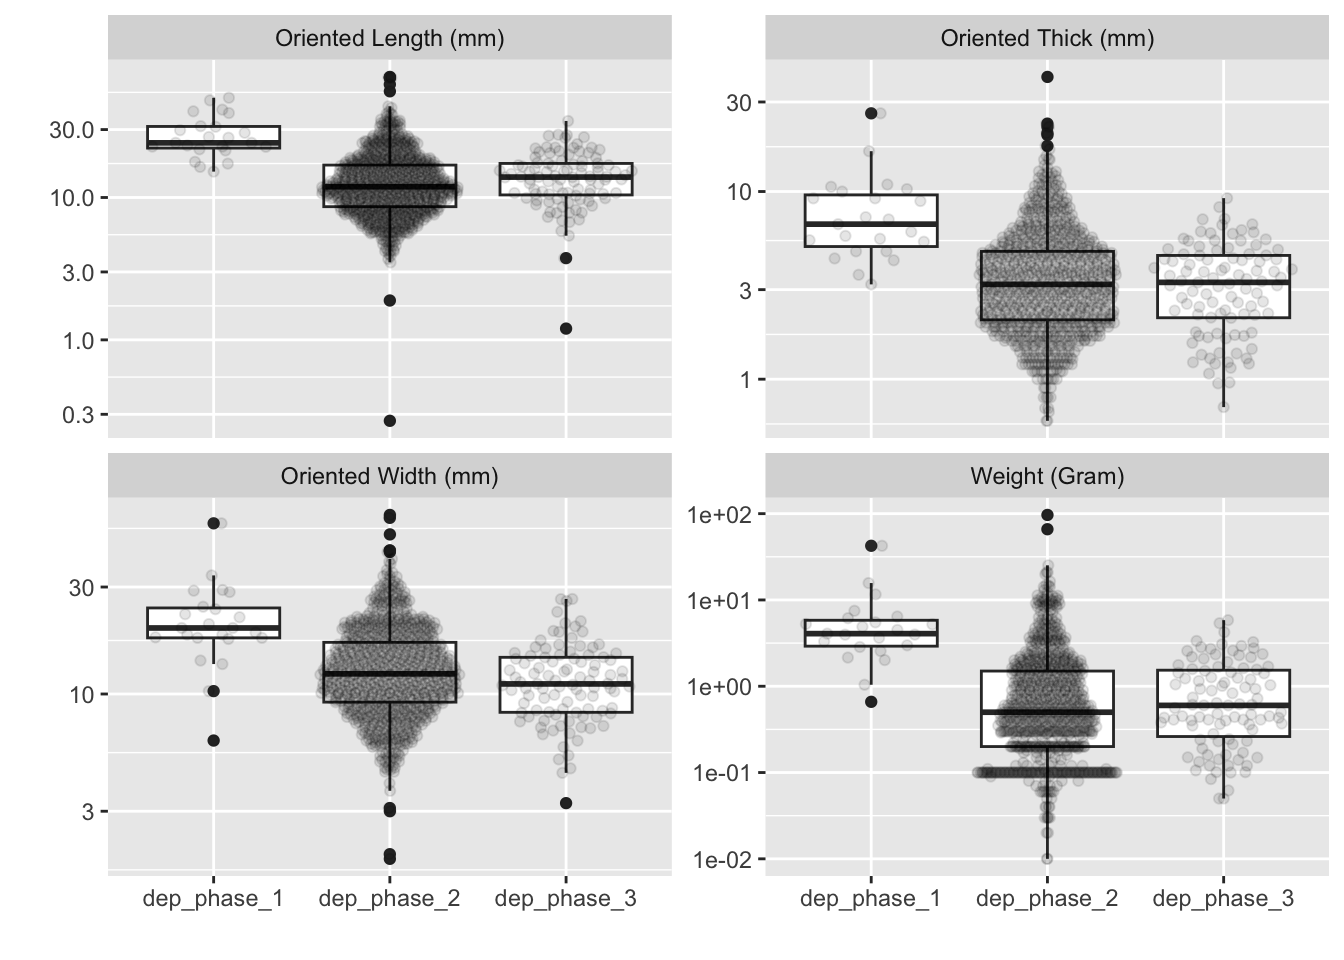 Oriented Length (mm)
30.0
10.0
3.0
1.0
0.3
Oriented Thick (mm)
30
10
3
1
Oriented Width (mm)
30
10
3
dep_phase_1 dep_phase_2 dep_phase_3
Weight (Gram)
1e+02
1e+01
1e+00
1e-01
1e-02
dep_phase_1 dep_phase_2 dep_phase_3